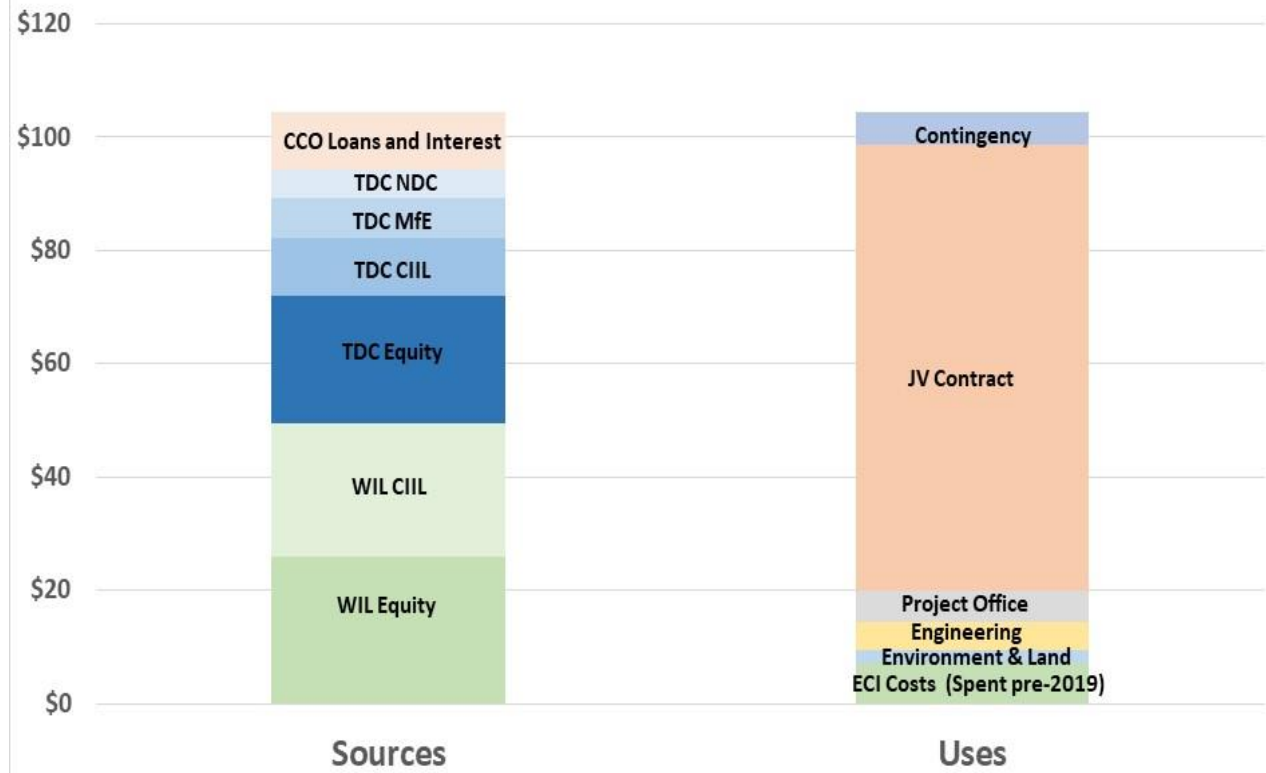 $120
$100
$80
$60
$40
$20
$0
CCO Loans and Interest
TDC NDC
TDC MfE
TDC CIIL
TDC Equity
WIL CIIL
WIL Equity
Contingency
JV Contract
Project Office
Engineering
Environment & Land
ECI Costs (Spent pre-2019)
Sources
Uses